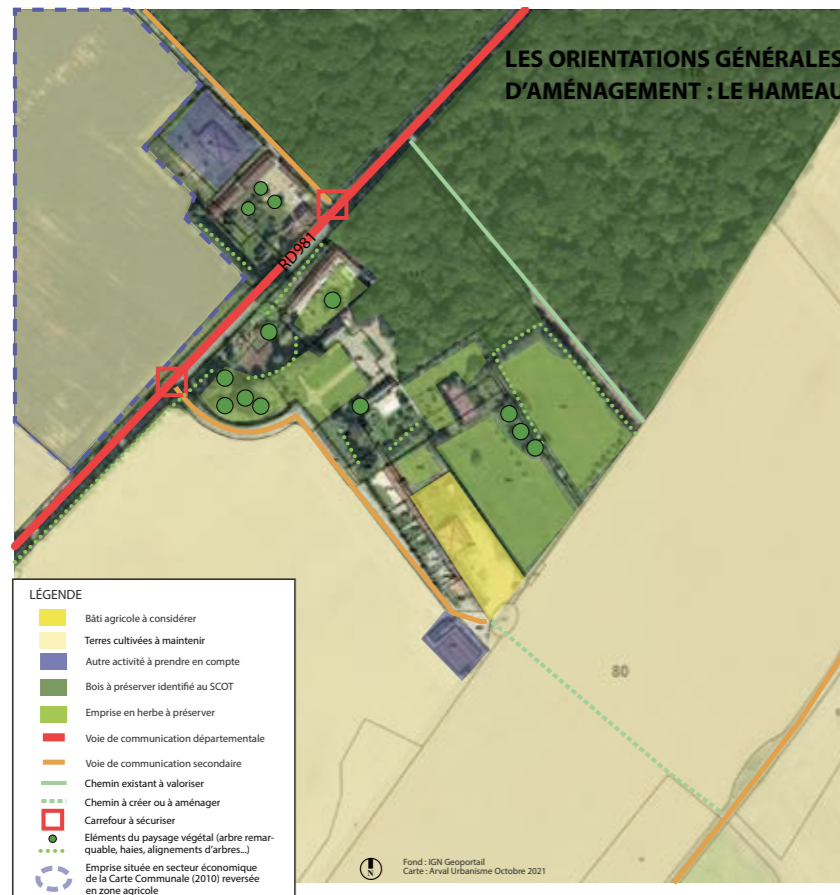 LES ORIENTATIONS GÉNÉRALES
D'AMÉNAGEMENT : LE HAMEAU
RD981
80
LÉGENDE
Bâti agricole à considérer
Terres cultivées à maintenir
Autre activité à prendre en compte
Bois à préserver identifié au SCOT
Emprise en herbe à préserver
Voie de communication départementale
Voie de communication secondaire
Chemin existant à valoriser
Chemin à créer ou à aménager
Carrefour à sécuriser
Eléments du paysage végétal (arbre remar-
quable, haies, alignements d'arbres...)
Emprise située en secteur économique
de la Carte Communale (2010) reversée
en zone agricole
N
Fond : IGN Geoportail
Carte : Arval Urbanisme Octobre 2021